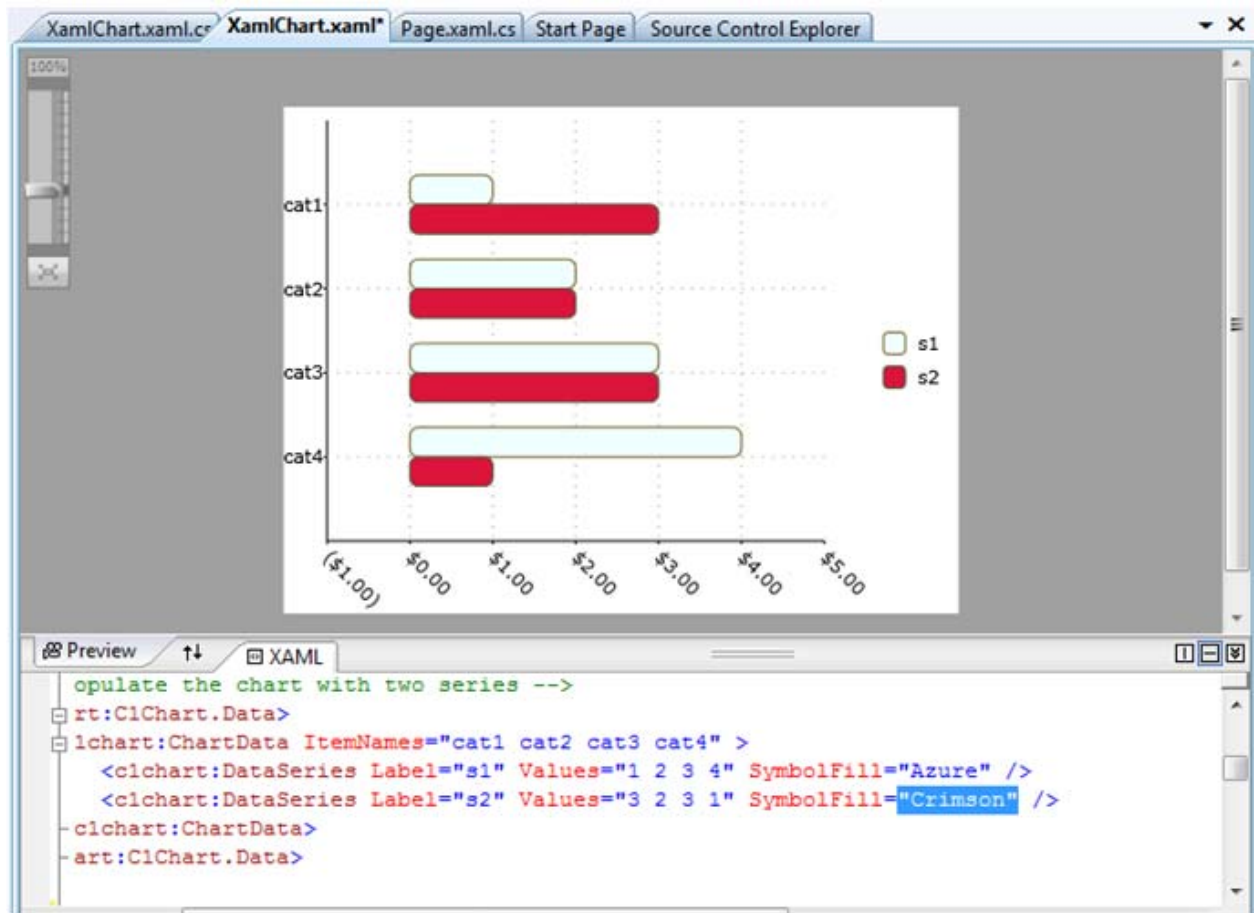 XamlChart.xaml.cs XamlChart.xaml* Page.xaml.cs Start Page Source Control Explorer
100%
cat1
cat2
cat3
cat4
s1
s2
($1.00) $0.00 $1.00 $2.00 $3.00 $4.00 $5.00
Preview XAML
opulate the chart with two series -->
rt:C1Chart.Data>
lchart:ChartData ItemNames="cat1 cat2 cat3 cat4" >
<c1chart:DataSeries Label="s1" Values="1 2 3 4" SymbolFill="Azure" />
<c1chart:DataSeries Label="s2" Values="3 2 3 1" SymbolFill="Crimson" />
c1chart:ChartData>
art:C1Chart.Data>